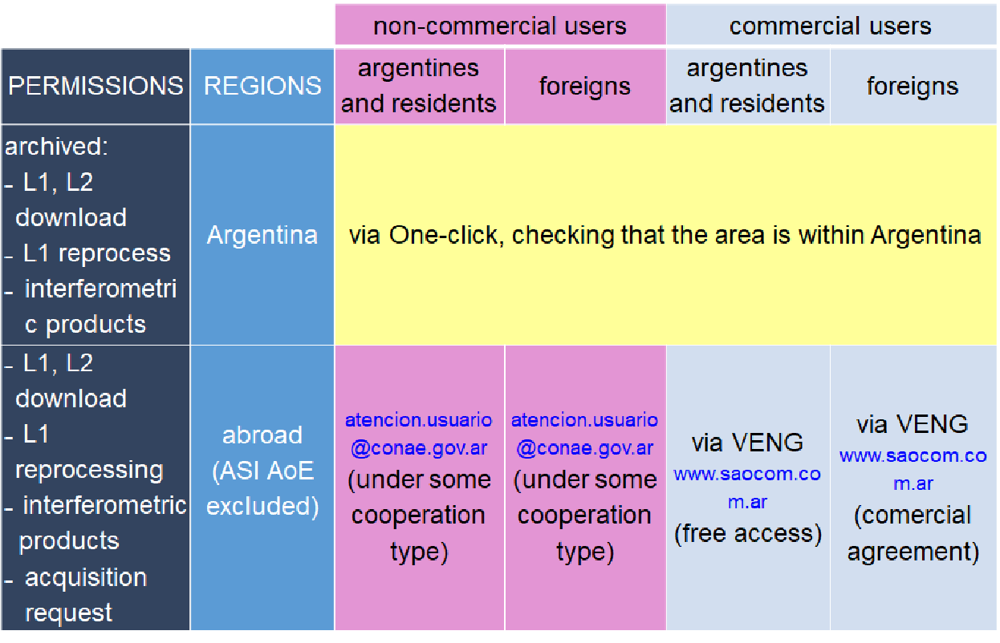 non-commercial users
commercial users
PERMISSIONS
REGIONS
argentines
and residents
foreigns
argentines
and residents
foreigns
archived:
- L1, L2
download
- L1 reprocess
- interferometri
c products
Argentina
via One-click, checking that the area is within Argentina
- L1, L2
download
- L1
reprocessing
- interferometric
products
- acquisition
request
abroad
(ASI AoE
excluded)
atencion.usuario
@conae.gov.ar
(under some
cooperation
type)
atencion.usuario
@conae.gov.ar
(under some
cooperation
type)
via VENG
www.saocom.co
m.ar
(free access)
via VENG
www.saocom.co
m.ar
(comercial
agreement)